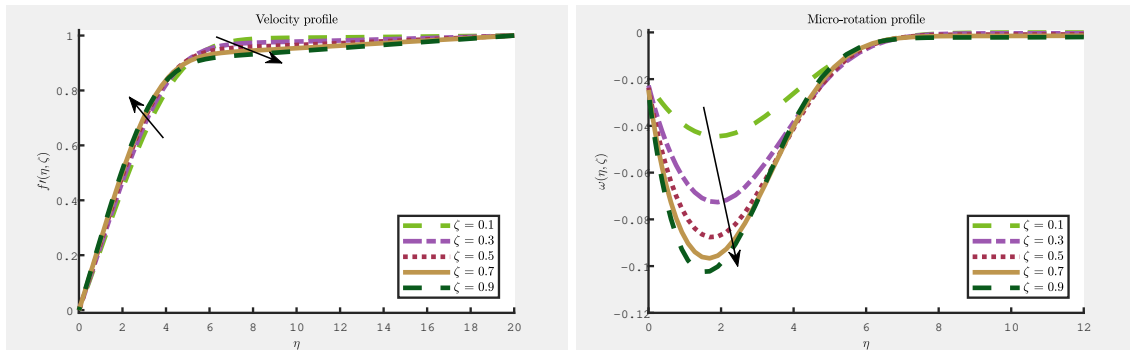 Velocity profile
1
0.8
0.6
0.4
0.2
0
f′(η, ζ)
0 2 4 6 8 10 12 14 16 18 20
η
ζ = 0.1
ζ = 0.3
ζ = 0.5
ζ = 0.7
ζ = 0.9
Micro-rotation profile
0
-0.02
-0.04
-0.06
-0.08
-0.1
-0.12
ω(η, ζ)
0 2 4 6 8 10 12
η
ζ = 0.1
ζ = 0.3
ζ = 0.5
ζ = 0.7
ζ = 0.9